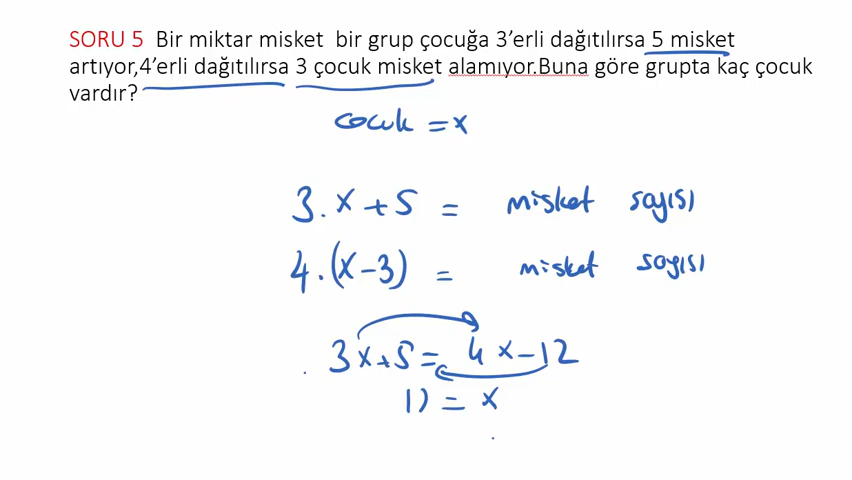 SORU 5 Bir miktar misket bir grup çocuğa 3’erli dağıtılırsa 5 misket
artıyor,4’erli dağıtılırsa 3 çocuk misket alamıyor.Buna göre grupta kaç çocuk
vardır?
çocuk = x
3. x + 5 = misket sayısı
4. (x - 3) = misket sayısı
3x + 5 = 4x - 12
17 = x